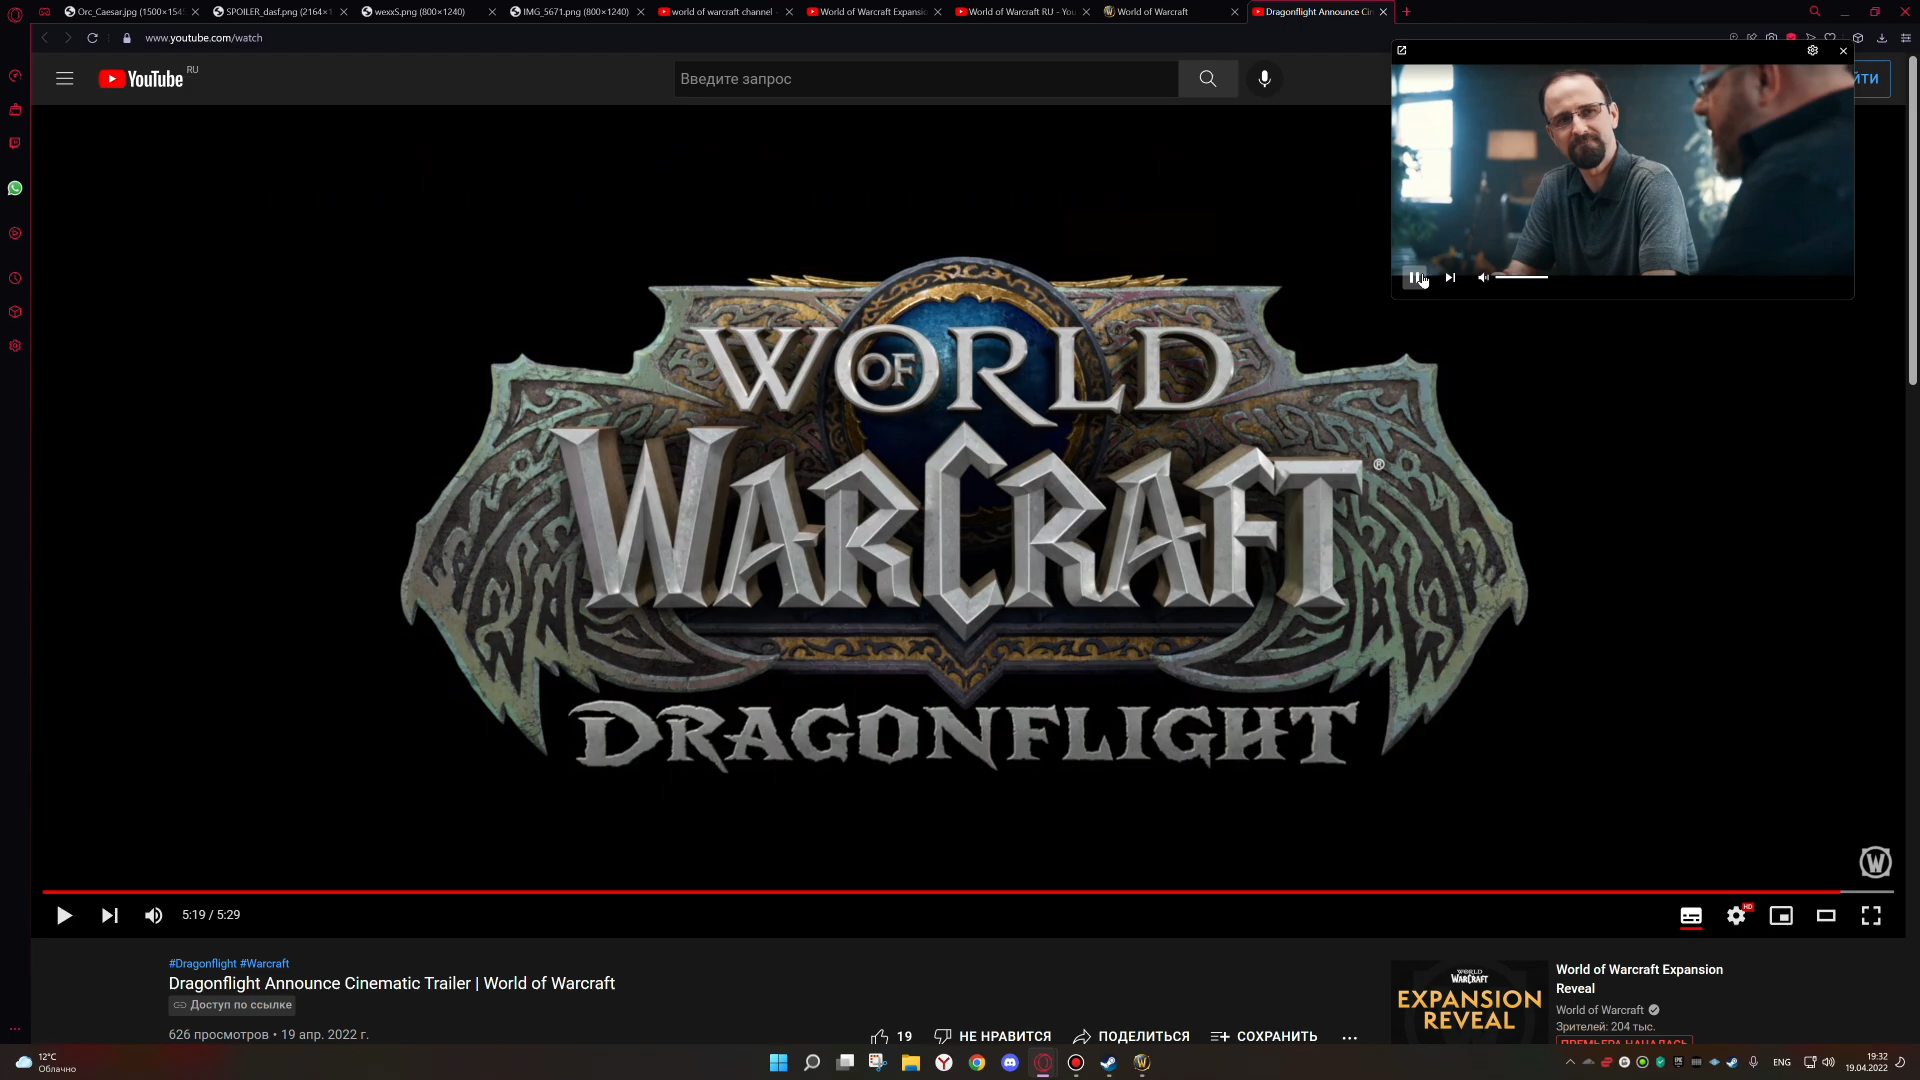 Orc_Caesar.jpg (1500×154
SPOILER_dasf.png (2164×1
wexxS.png (800×1240)
IMG_5671.png (800×1240)
world of warcraft channel -
World of Warcraft Expansio
World of Warcraft RU - You
World of Warcraft
Dragonflight Announce Cin
www.youtube.com/watch
YouTube RU
Введите запрос
ЙТИ
WORLD
OF
WARCRAFT
®
DRAGONFLIGHT
5:19 / 5:29
HD
#Dragonflight #Warcraft
Dragonflight Announce Cinematic Trailer | World of Warcraft
Доступ по ссылке
626 просмотров • 19 апр. 2022 г.
19
НЕ НРАВИТСЯ
ПОДЕЛИТЬСЯ
СОХРАНИТЬ
WORLD
WARCRAFT
EXPANSION
REVEAL
World of Warcraft Expansion
Reveal
World of Warcraft
Зрителей: 204 тыс.
ПРЕМЬЕРА НАЧАЛАСЬ
12°C
Облачно
ENG
19:32
19.04.2022